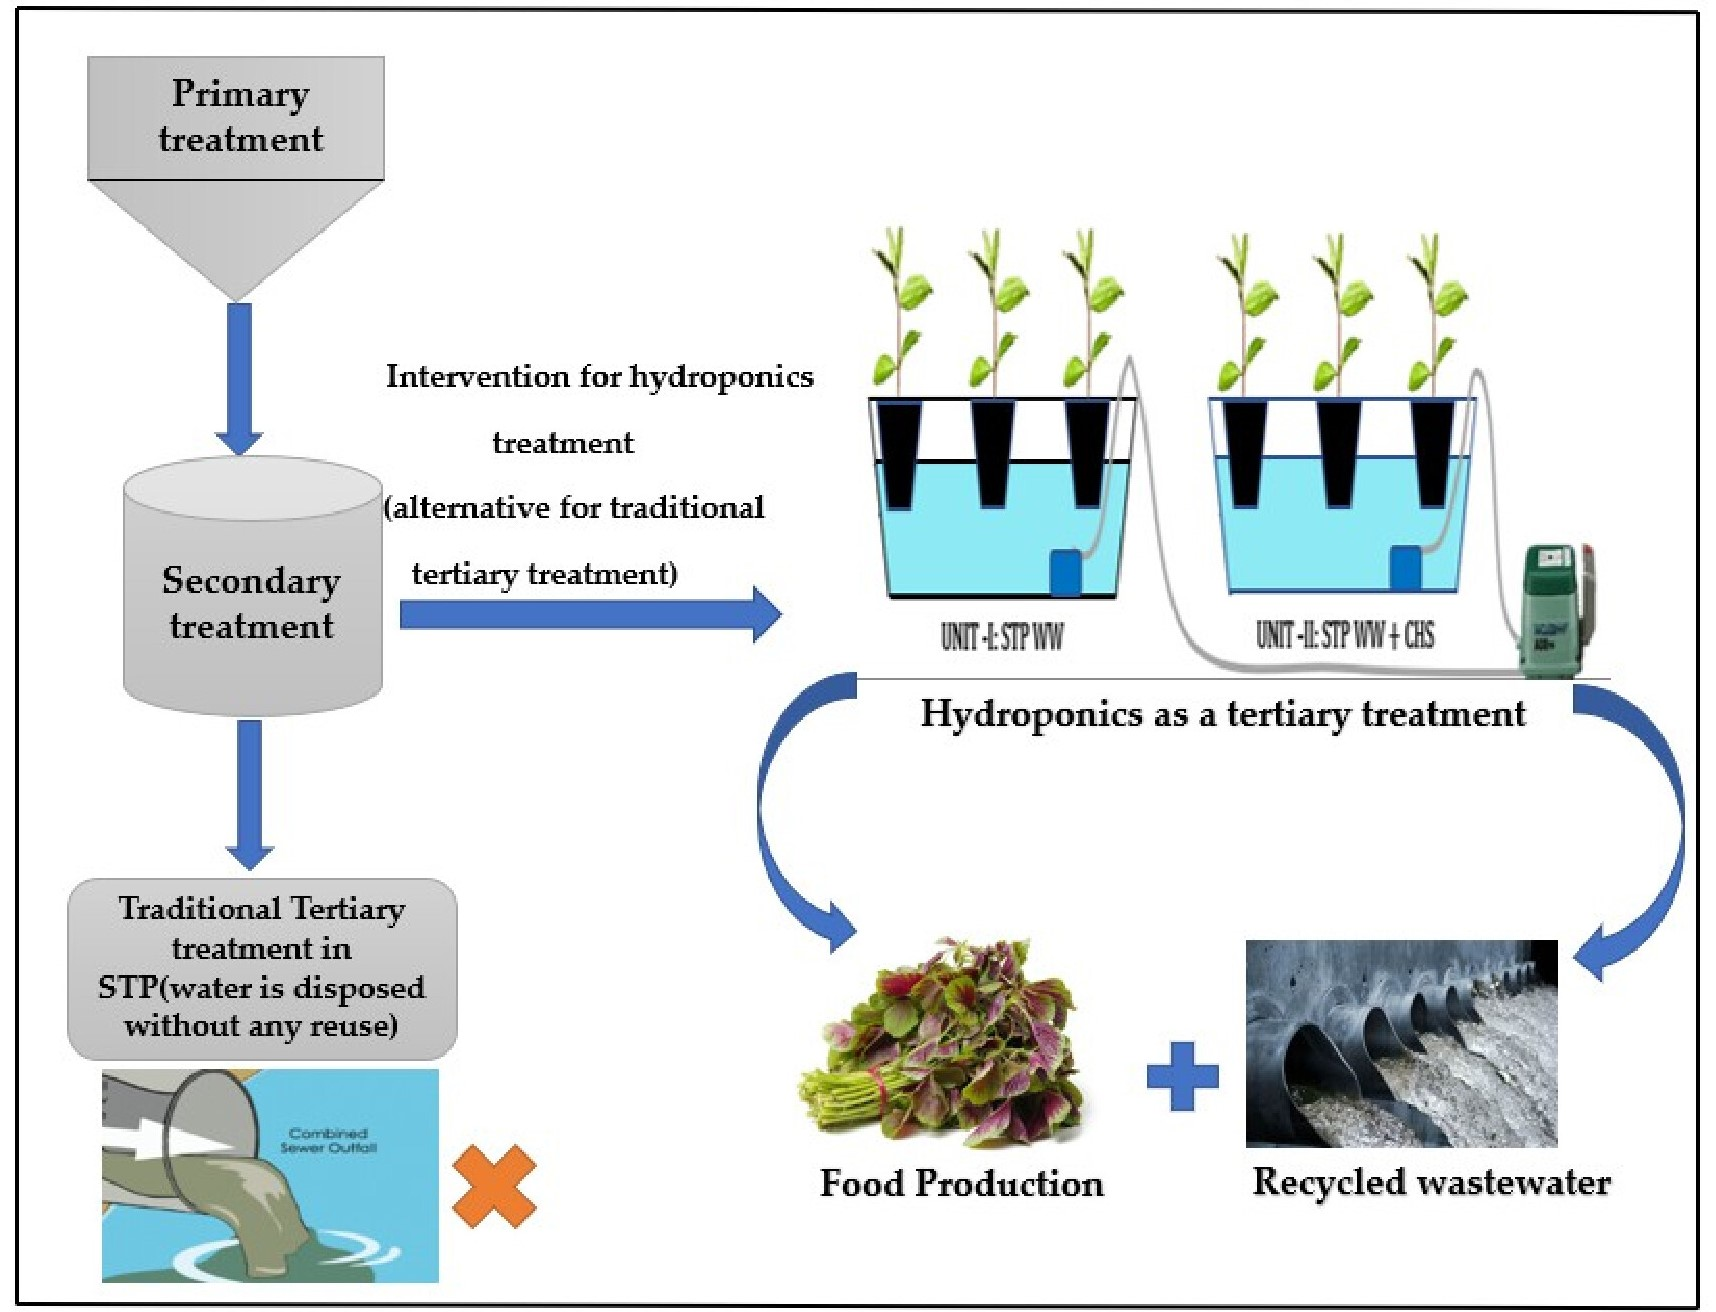 Primary
treatment
Intervention for hydroponics
treatment
(alternative for traditional
tertiary treatment)
Secondary
treatment
UNIT -I: STP WW
UNIT -II: STP WW + CHS
Hydroponics as a tertiary treatment
Traditional Tertiary
treatment in
STP(water is disposed
without any reuse)
Combined
Sewer Outfall
Food Production
Recycled wastewater